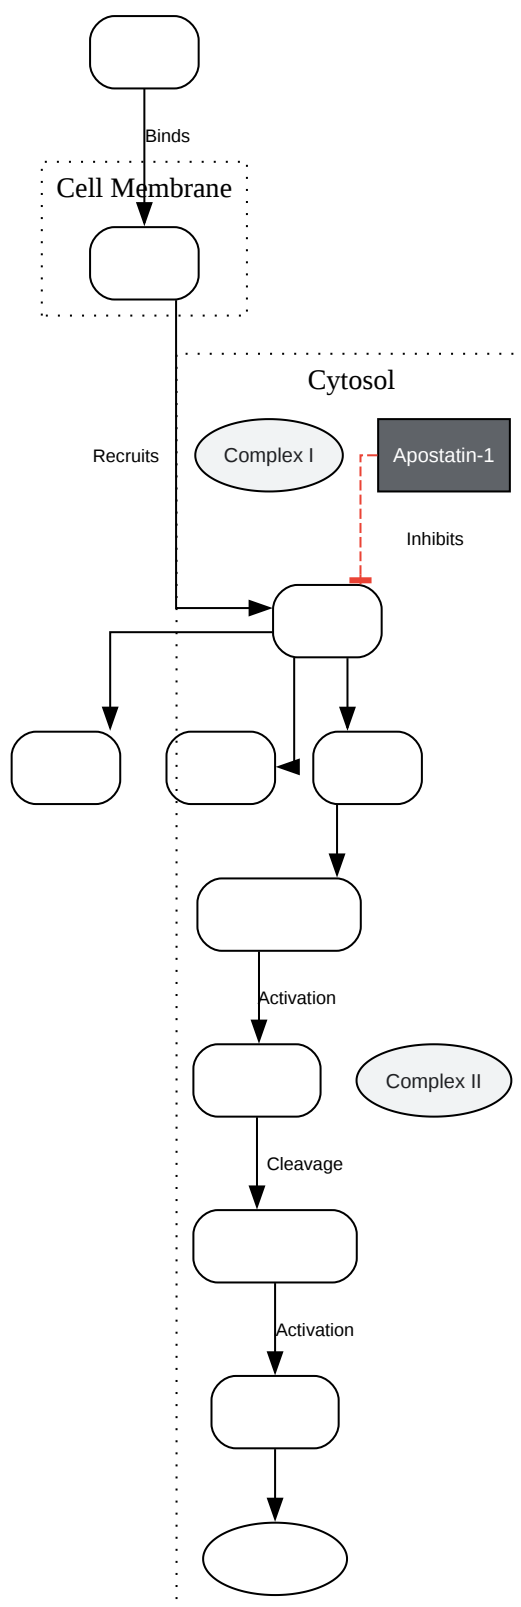 Binds
Cell Membrane
Cytosol
Recruits
Complex I
Apostatin-1
Inhibits
Activation
Complex II
Cleavage
Activation